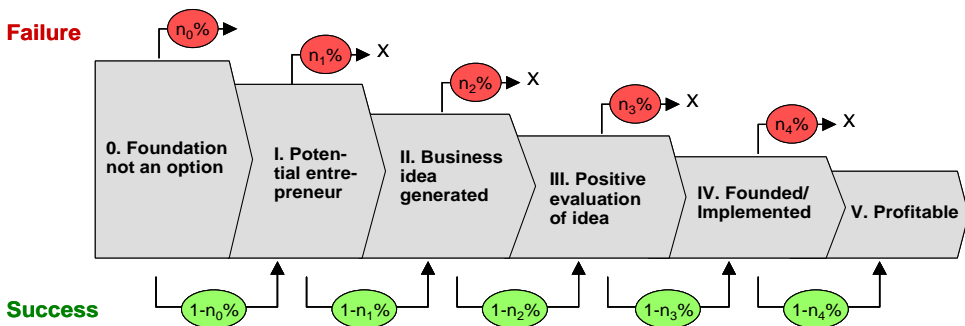 Failure
n₀%
n₁% X
n₂% X
n₃% X
n₄% X
0. Foundation
not an option
I. Poten-
tial entre-
preneur
II. Business
idea
generated
III. Positive
evaluation
of idea
IV. Founded/
Implemented
V. Profitable
Success
1-n₀%
1-n₁%
1-n₂%
1-n₃%
1-n₄%